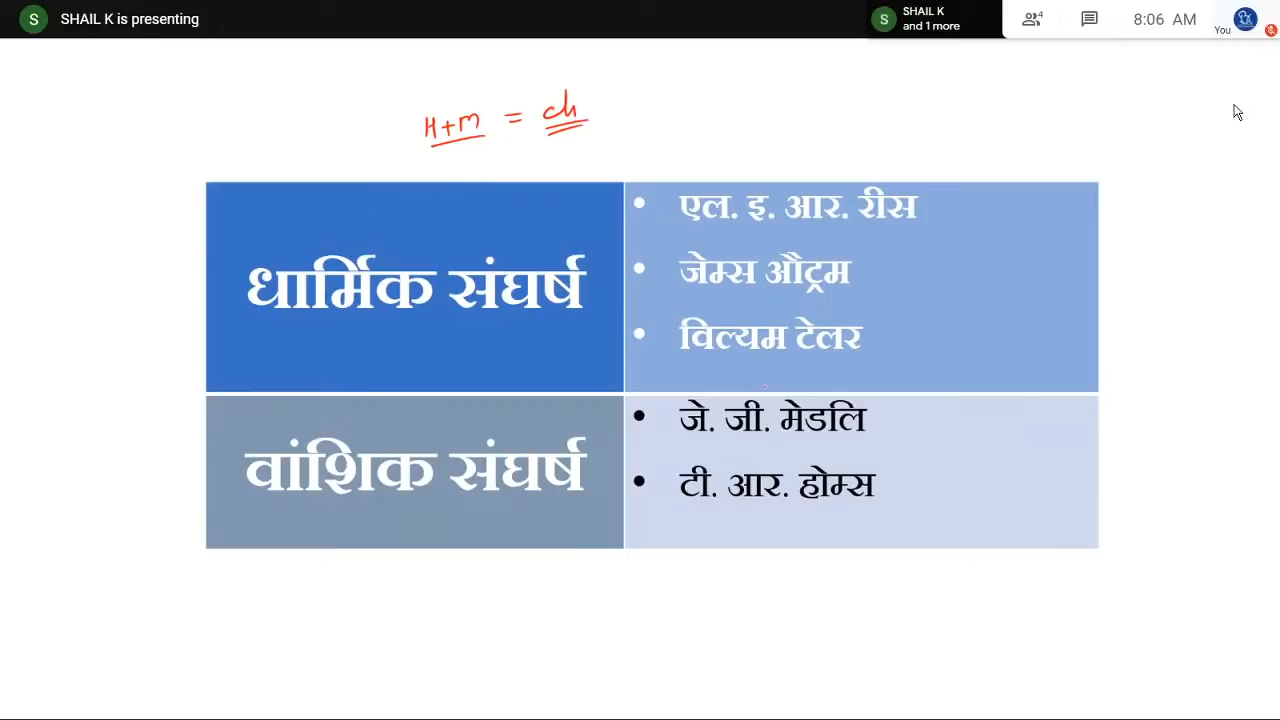 S SHAIL K is presenting
S SHAIL K
and 1 more
4
8:06 AM
You
H+M = ch
धार्मिक संघर्ष
• एल. इ. आर. रीस
• जेम्स औट्रम
• विल्यम टेलर
वांशिक संघर्ष
• जे. जी. मेडलि
• टी. आर. होम्स